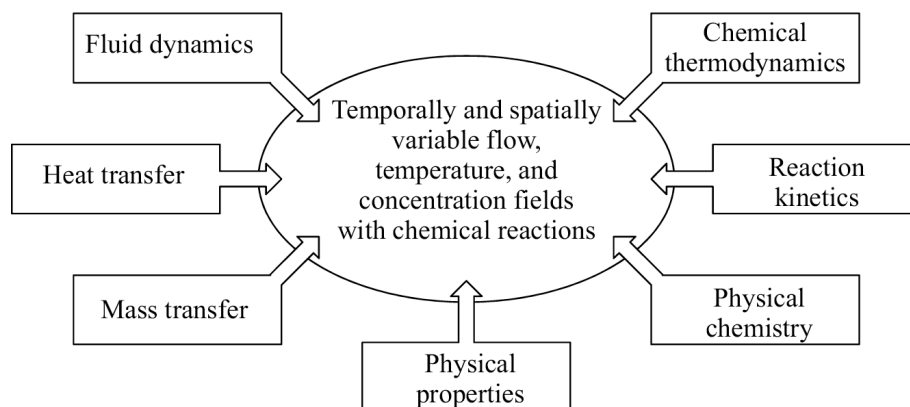 Fluid dynamics
Chemical
thermodynamics
Temporally and spatially
variable flow,
temperature, and
concentration fields
with chemical reactions
Heat transfer
Reaction
kinetics
Mass transfer
Physical
chemistry
Physical
properties